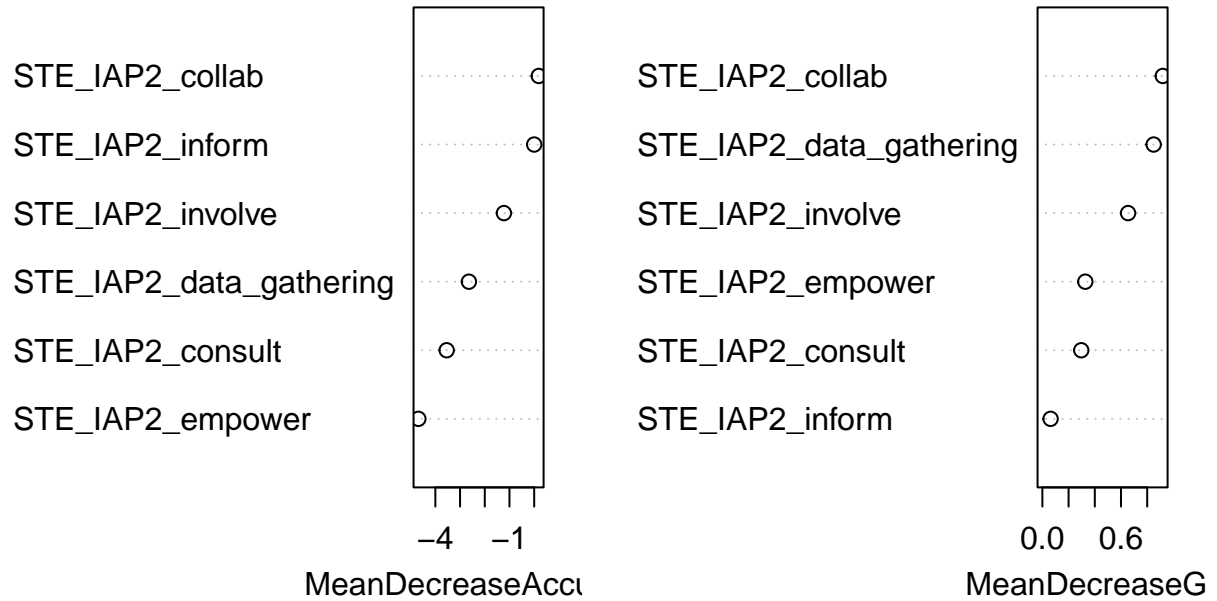 STE_IAP2_collab
STE_IAP2_inform
STE_IAP2_involve
STE_IAP2_data_gathering
STE_IAP2_consult
STE_IAP2_empower
−4 −1
MeanDecreaseAccu
STE_IAP2_collab
STE_IAP2_data_gathering
STE_IAP2_involve
STE_IAP2_empower
STE_IAP2_consult
STE_IAP2_inform
0.0 0.6
MeanDecreaseG